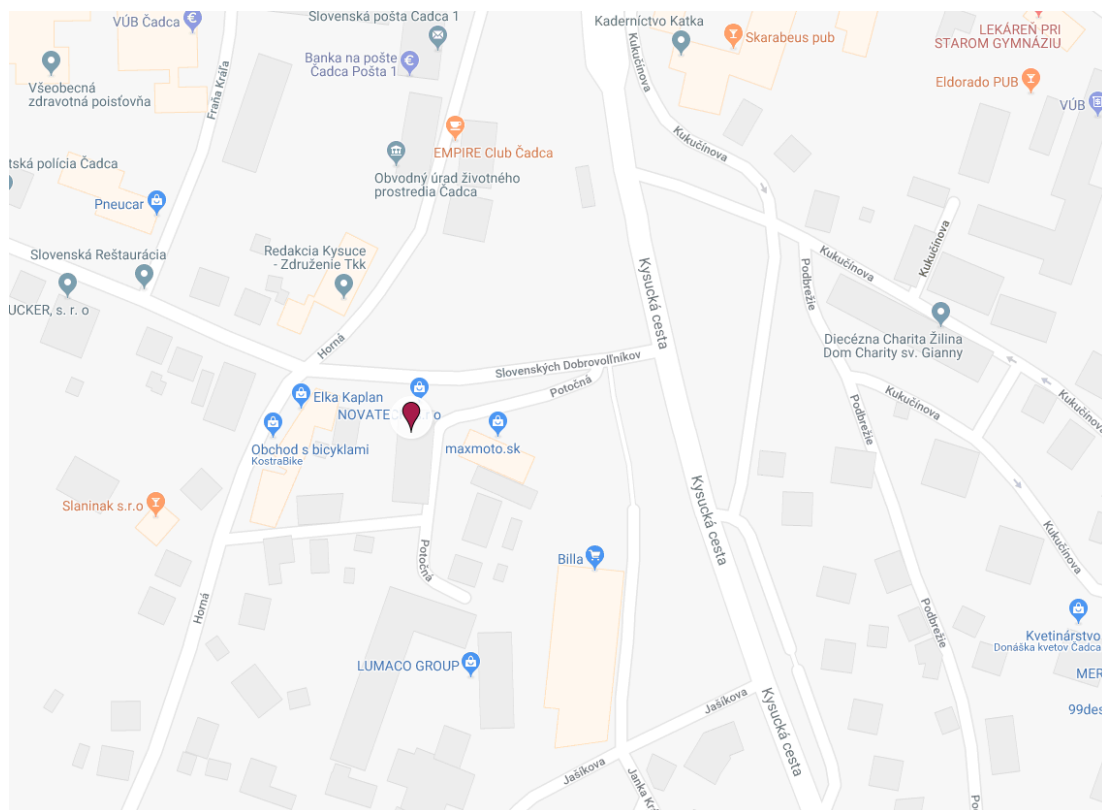 VÚB Čadca
Slovenská pošta Čadca 1
Kaderníctvo Katka
Skarabeus pub
LEKÁREŇ PRI
STAROM GYMNÁZIU
Banka na pošte
Čadca Pošta 1
Všeobecná
zdravotná poisťovňa
Fraňa Kráľa
Kukučínova
Eldorado PUB
VÚB
EMPIRE Club Čadca
Kukučínova
tská polícia Čadca
Obvodný úrad životného
prostredia Čadca
Pneucar
Slovenská Reštaurácia
Redakcia Kysuce
- Združenie Tkk
Kukučínova
Kukučínova
Podbrežie
Kysucká cesta
UCKER, s. r. o
Horná
Diecézna Charita Žilina
Dom Charity sv. Gianny
Slovenských Dobrovoľníkov
Potočná
Elka Kaplan
NOVATE
o
Kukučínova
Kukučínova
Podbrežie
Obchod s bicyklami
KostraBike
maxmoto.sk
Slaninak s.r.o
Kysucká cesta
Potočná
Billa
Kukučínova
Horná
Podbrežie
Kvetinárstvo
Donáška kvetov Čadca
LUMACO GROUP
MER
Jašíkova
Kysucká cesta
99des
Jašíkova
Janka Kr